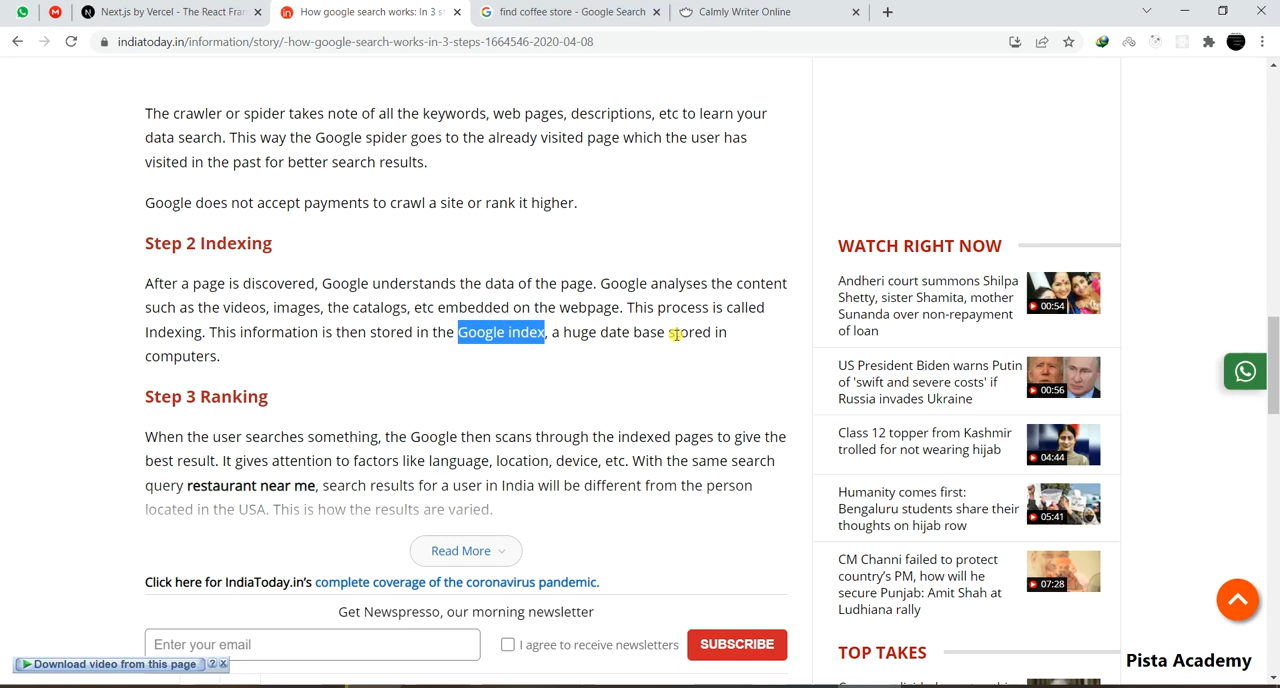 Next.js by Vercel - The React Fra
How google search works: In 3 s
find coffee store - Google Search
Calmly Writer Online
indiatoday.in/information/story/-how-google-search-works-in-3-steps-1664546-2020-04-08
The crawler or spider takes note of all the keywords, web pages, descriptions, etc to learn your
data search. This way the Google spider goes to the already visited page which the user has
visited in the past for better search results.
Google does not accept payments to crawl a site or rank it higher.
Step 2 Indexing
After a page is discovered, Google understands the data of the page. Google analyses the content
such as the videos, images, tho catalogs, etc embedded on the webpage. This process is called
Indexing. This information is then stored in the Google index, a huge date base stored in
computers.
Step 3 Ranking
When the user searches something, the Google then scans through the indexed pages to give the
best result. It gives attention to factors like language, location, device, etc. With the same search
query restaurant near me, search results for a user in India will be different from the person
located in the USA. This is how the results are varied.
Read More
Click here for IndiaToday.in's complete coverage of the coronavirus pandemic.
Get Newspresso, our morning newsletter
Enter your email
I agree to receive newsletters
SUBSCRIBE
Download video from this page
? x
WATCH RIGHT NOW
Andheri court summons Shilpa
Shetty, sister Shamita, mother
Sunanda over non-repayment
of loan
00:54
US President Biden warns Putin
of 'swift and severe costs' if
Russia invades Ukraine
00:56
Class 12 topper from Kashmir
trolled for not wearing hijab
04:44
Humanity comes first:
Bengaluru students share their
thoughts on hijab row
05:41
CM Channi failed to protect
country's PM, how will he
secure Punjab: Amit Shah at
Ludhiana rally
07:28
TOP TAKES
Pista Academy